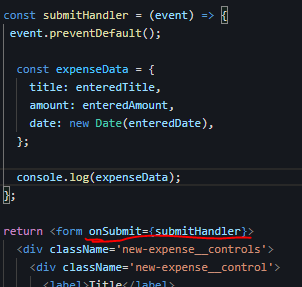 const submitHandler = (event) => {
event.preventDefault();
const expenseData = {
title: enteredTitle,
amount: enteredAmount,
date: new Date(enteredDate),
};
console.log(expenseData);
};
return <form onSubmit={submitHandler}>
<div className='new-expense__controls'>
<div className='new-expense__control'>
<label>Title</label>